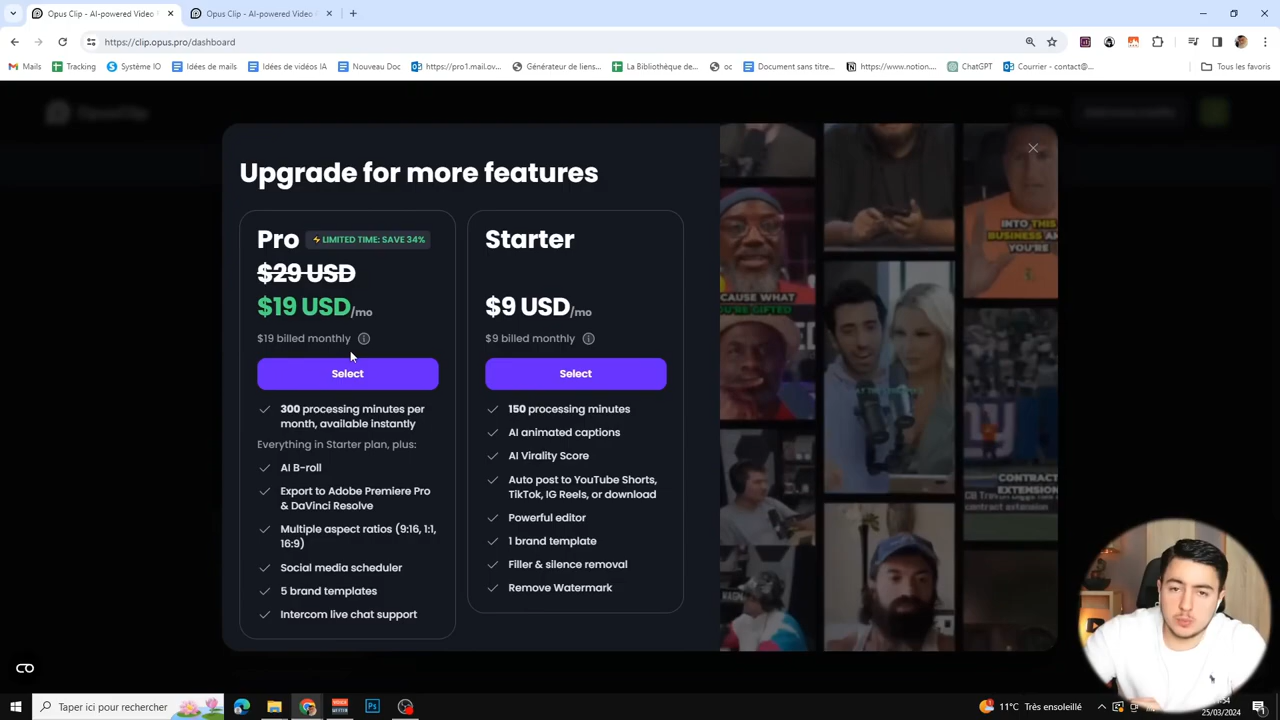 Opus Clip - AI-powered Video
Opus Clip - AI-powered Video
https://clip.opus.pro/dashboard
Mails
Tracking
Système IO
Idées de mails
Idées de vidéos IA
Nouveau Doc
https://pro1.mail.ov...
Générateur de liens...
La Bibliothèque de...
oc
Document sans titre...
https://www.notion....
ChatGPT
Courrier - contact@...
Tous les favoris
OpusClip
Upgrade for more features
Pro
LIMITED TIME: SAVE 34%
$29 USD
$19 USD/mo
$19 billed monthly
Select
300 processing minutes per
month, available instantly
Everything in Starter plan, plus:
AI B-roll
Export to Adobe Premiere Pro
& DaVinci Resolve
Multiple aspect ratios (9:16, 1:1,
16:9)
Social media scheduler
5 brand templates
Intercom live chat support
Starter
$9 USD/mo
$9 billed monthly
Select
150 processing minutes
AI animated captions
AI Virality Score
Auto post to YouTube Shorts,
TikTok, IG Reels, or download
Powerful editor
1 brand template
Filler & silence removal
Remove Watermark
CAUSE WHAT
GIFTED
INTO THIS
BUSINESS AN
YOU'RE
CONTRACT
EXTENSION
contract extension
Taper ici pour rechercher
11°C Très ensoleillé
25/03/2024